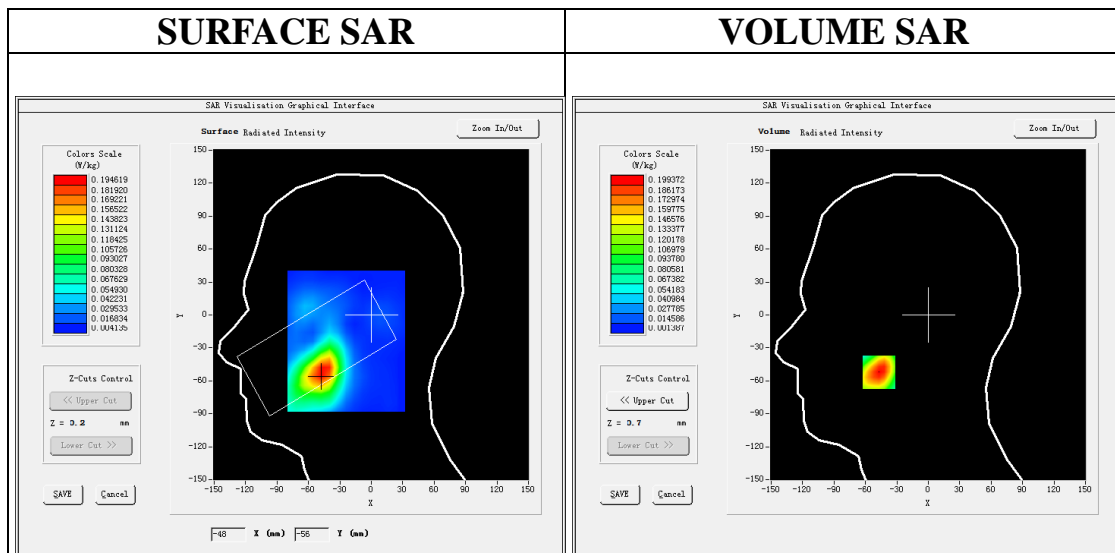 SURFACE SAR
VOLUME SAR
SAR Visualisation Graphical Interface
Surface Radiated Intensity
Zoom In/Out
Colors Scale
(W/kg)
0.194619
0.181920
0.169221
0.156522
0.143823
0.131124
0.118425
0.105726
0.093027
0.080328
0.067629
0.054930
0.042231
0.029533
0.016834
0.004135
Z-Cuts Control
<< Upper Cut
Z = 0.2 mm
Lower Cut >>
SAVE Cancel
150
120
90
60
30
0
-30
-60
-90
-120
-150
Y
-150 -120 -90 -60 -30 0 30 60 90 120 150
X
-48 X (mm) -56 Y (mm)
SAR Visualisation Graphical Interface
Volume Radiated Intensity
Zoom In/Out
Colors Scale
(W/kg)
0.199372
0.186173
0.172974
0.159775
0.146576
0.133377
0.120178
0.106979
0.093780
0.080581
0.067382
0.054183
0.040984
0.027785
0.014586
0.001387
Z-Cuts Control
<< Upper Cut
Z = 0.7 mm
Lower Cut >>
SAVE Cancel
150
120
90
60
30
0
-30
-60
-90
-120
-150
Y
-150 -120 -90 -60 -30 0 30 60 90 120 150
X